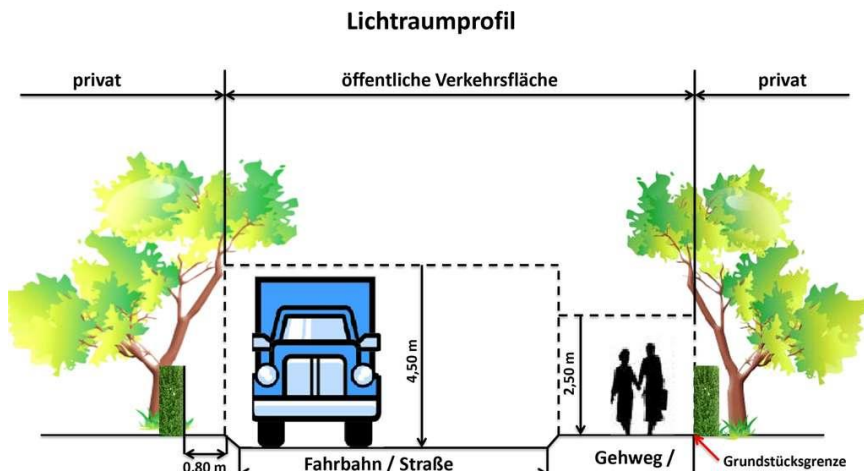 Lichtraumprofil
privat
öffentliche Verkehrsfläche
privat
4,50 m
2,50 m
0,80 m
Fahrbahn / Straße
Gehweg /
Grundstücksgrenze